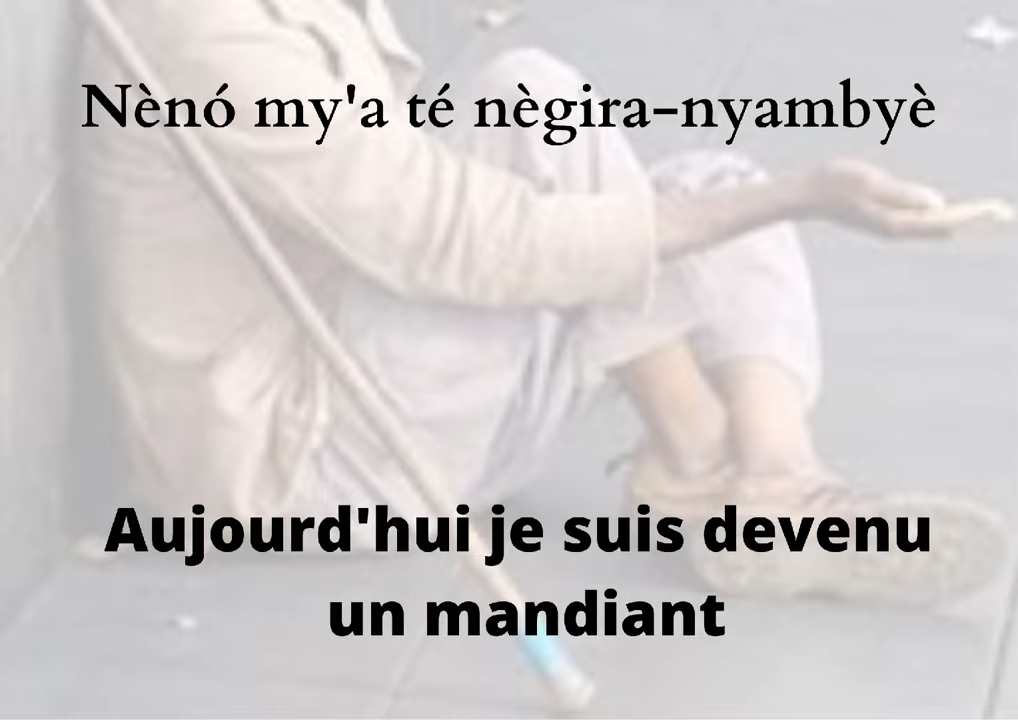 Nènó my'a té nègira-nyambyè
Aujourd'hui je suis devenu
un mandiant